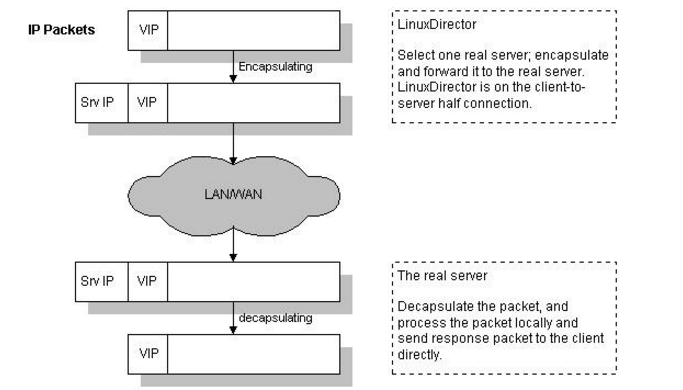 IP Packets
VIP
Encapsulating
Srv IP VIP
LAN/WAN
Srv IP VIP
decapsulating
VIP
LinuxDirector
Select one real server; encapsulate
and forward it to the real server.
LinuxDirector is on the client-to-
server half connection.
The real server
Decapsulate the packet, and
process the packet locally and
send response packet to the client
directly.